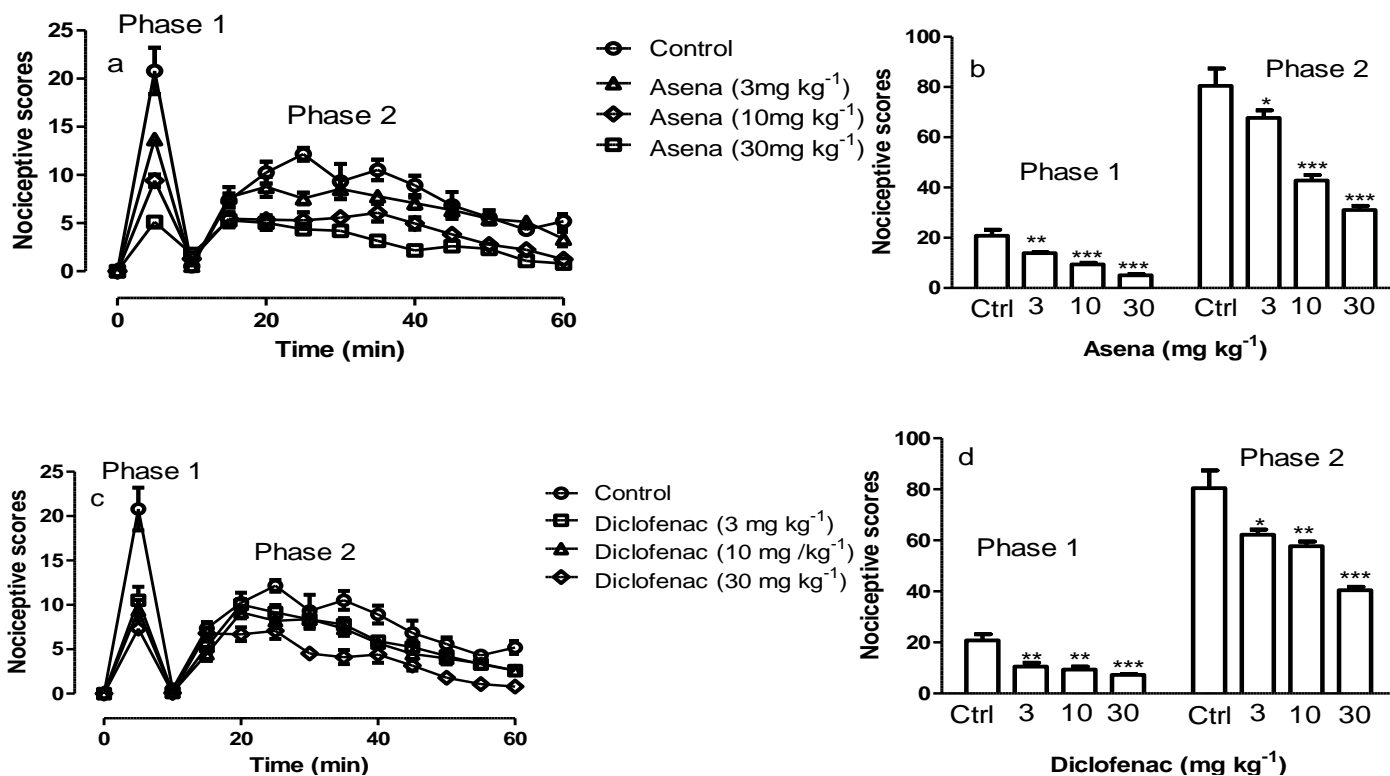 Phase 1
a
Phase 2
Nociceptive scores
25
20
15
10
5
0
0 20 40 60
Time (min)
Control
Asena (3mg kg⁻¹)
Asena (10mg kg⁻¹)
Asena (30mg kg⁻¹)
b
Phase 2
Phase 1
Nociceptive scores
100
80
60
40
20
0
** *** *** * *** ***
Ctrl 3 10 30 Ctrl 3 10 30
Asena (mg kg⁻¹)
Phase 1
c
Phase 2
Nociceptive scores
25
20
15
10
5
0
0 20 40 60
Time (min)
Control
Diclofenac (3 mg kg⁻¹)
Diclofenac (10 mg /kg⁻¹)
Diclofenac (30 mg kg⁻¹)
d
Phase 2
Phase 1
Nociceptive scores
100
80
60
40
20
0
** ** *** * ** ***
Ctrl 3 10 30 Ctrl 3 10 30
Diclofenac (mg kg⁻¹)